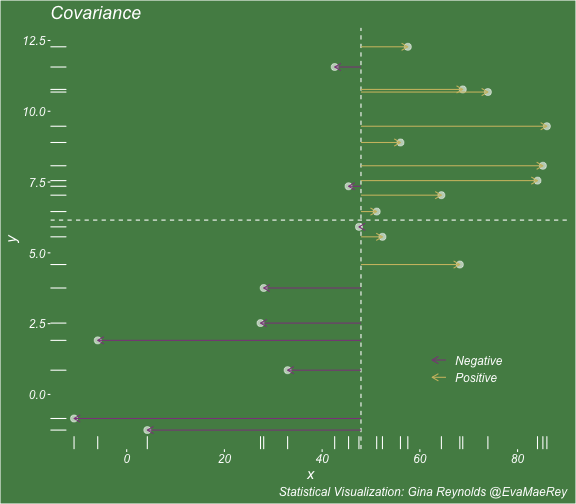 Covariance
12.5
10.0
7.5
5.0
2.5
0.0
y
Negative
Positive
0 20 40 60 80
x
Statistical Visualization: Gina Reynolds @EvaMaeRey